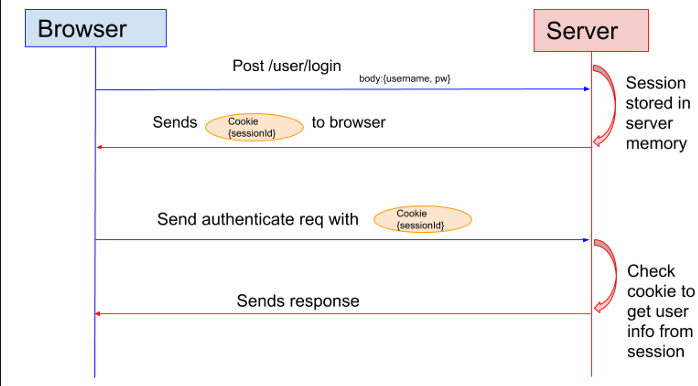 Browser
Server
Post /user/login
body:{username, pw}
Session
stored in
server
memory
Sends
Cookie
{sessionId}
to browser
Send authenticate req with
Cookie
{sessionId}
Check
cookie to
get user
info from
session
Sends response